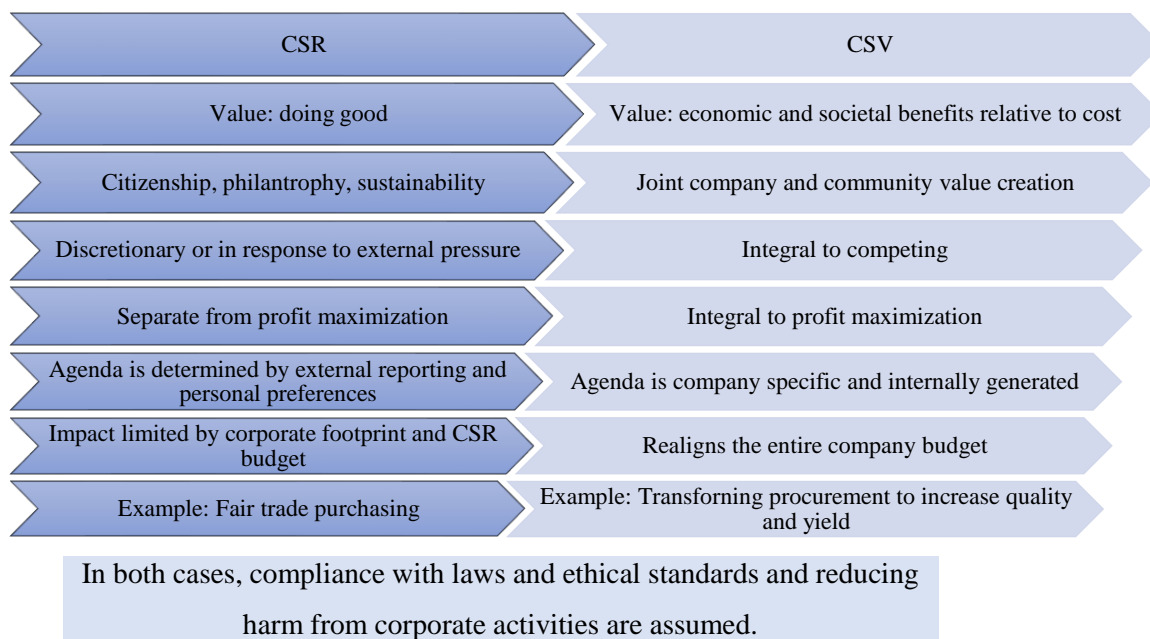 CSR
CSV
Value: doing good
Value: economic and societal benefits relative to cost
Citizenship, philantrophy, sustainability
Joint company and community value creation
Discretionary or in response to external pressure
Integral to competing
Separate from profit maximization
Integral to profit maximization
Agenda is determined by external reporting and
personal preferences
Agenda is company specific and internally generated
Impact limited by corporate footprint and CSR
budget
Realigns the entire company budget
Example: Fair trade purchasing
Example: Transforning procurement to increase quality
and yield
In both cases, compliance with laws and ethical standards and reducing
harm from corporate activities are assumed.